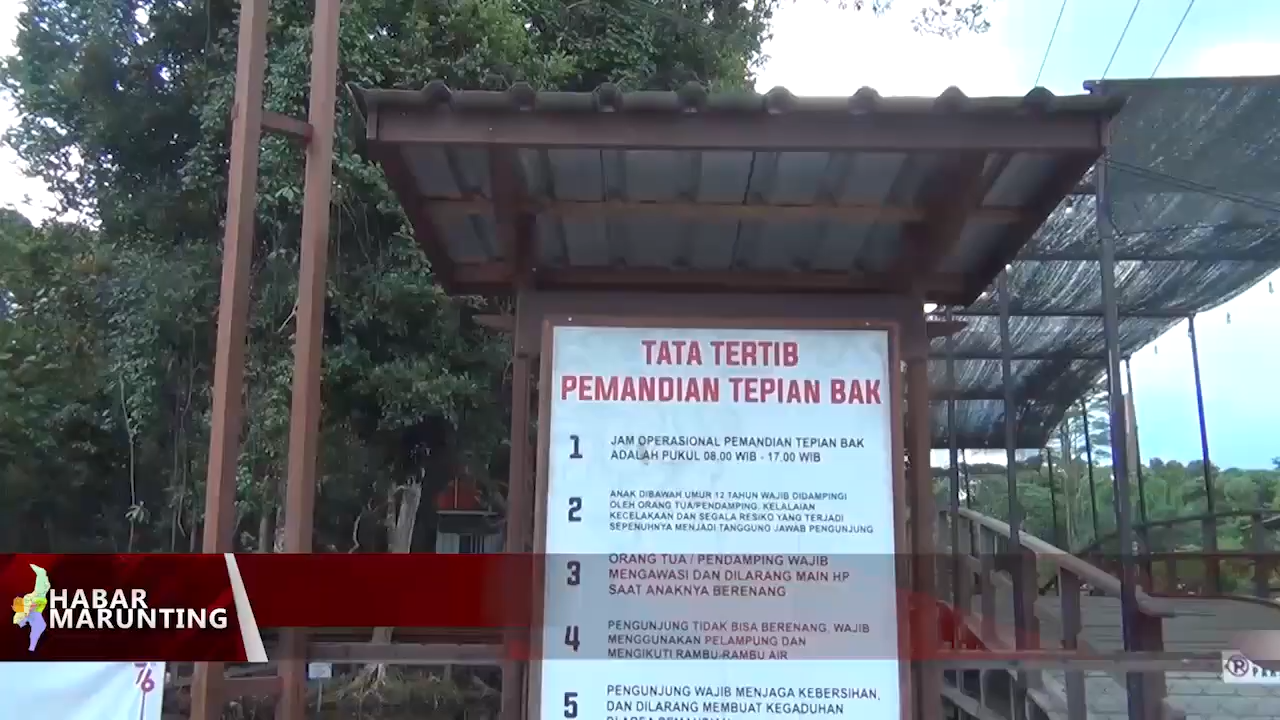 TATA TERTIB
PEMANDIAN TEPIAN BAK
1 JAM OPERASIONAL PEMANDIAN TEPIAN BAK
ADALAH PUKUL 08.00 WIB - 17.00 WIB
2 ANAK DIBAWAH UMUR 12 TAHUN WAJIB DIDAMPINGI
OLEH ORANG TUA/PENDAMPING. KELALAIAN
KECELAKAAN DAN SEGALA RESIKO YANG TERJADI
SEPENUHNYA MENJADI TANGGUNG JAWAB PENGUNJUNG
3 ORANG TUA / PENDAMPING WAJIB
MENGAWASI DAN DILARANG MAIN HP
SAAT ANAKNYA BERENANG
4 PENGUNJUNG TIDAK BISA BERENANG, WAJIB
MENGGUNAKAN PELAMPUNG DAN
MENGIKUTI RAMBU-RAMBU AIR
5 PENGUNJUNG WAJIB MENJAGA KEBERSIHAN,
DAN DILARANG MEMBUAT KEGADUHAN
HABAR
MARUNTING